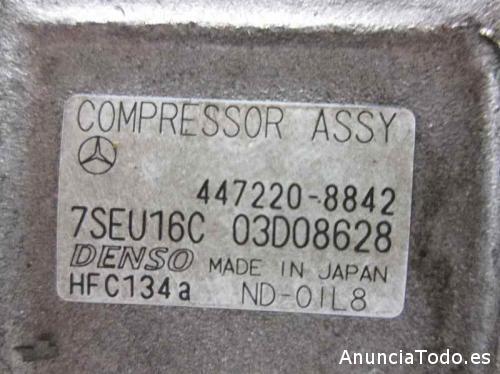 COMPRESSOR ASSY
447220-8842
7SEU16C 03D08628
DENSO MADE IN JAPAN
HFC134a ND-OIL8
AnunciaTodo.es